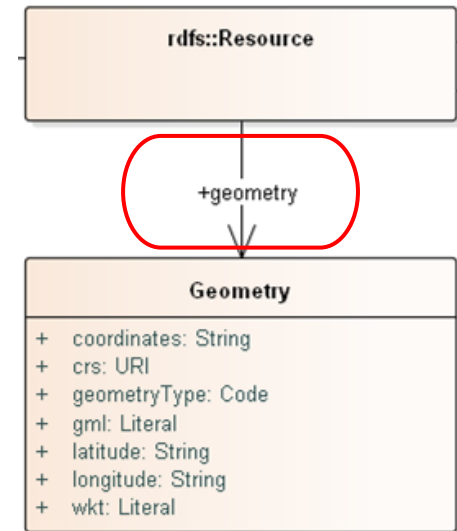 rdfs::Resource
+geometry
Geometry
+ coordinates: String
+ crs: URI
+ geometryType: Code
+ gml: Literal
+ latitude: String
+ longitude: String
+ wkt: Literal